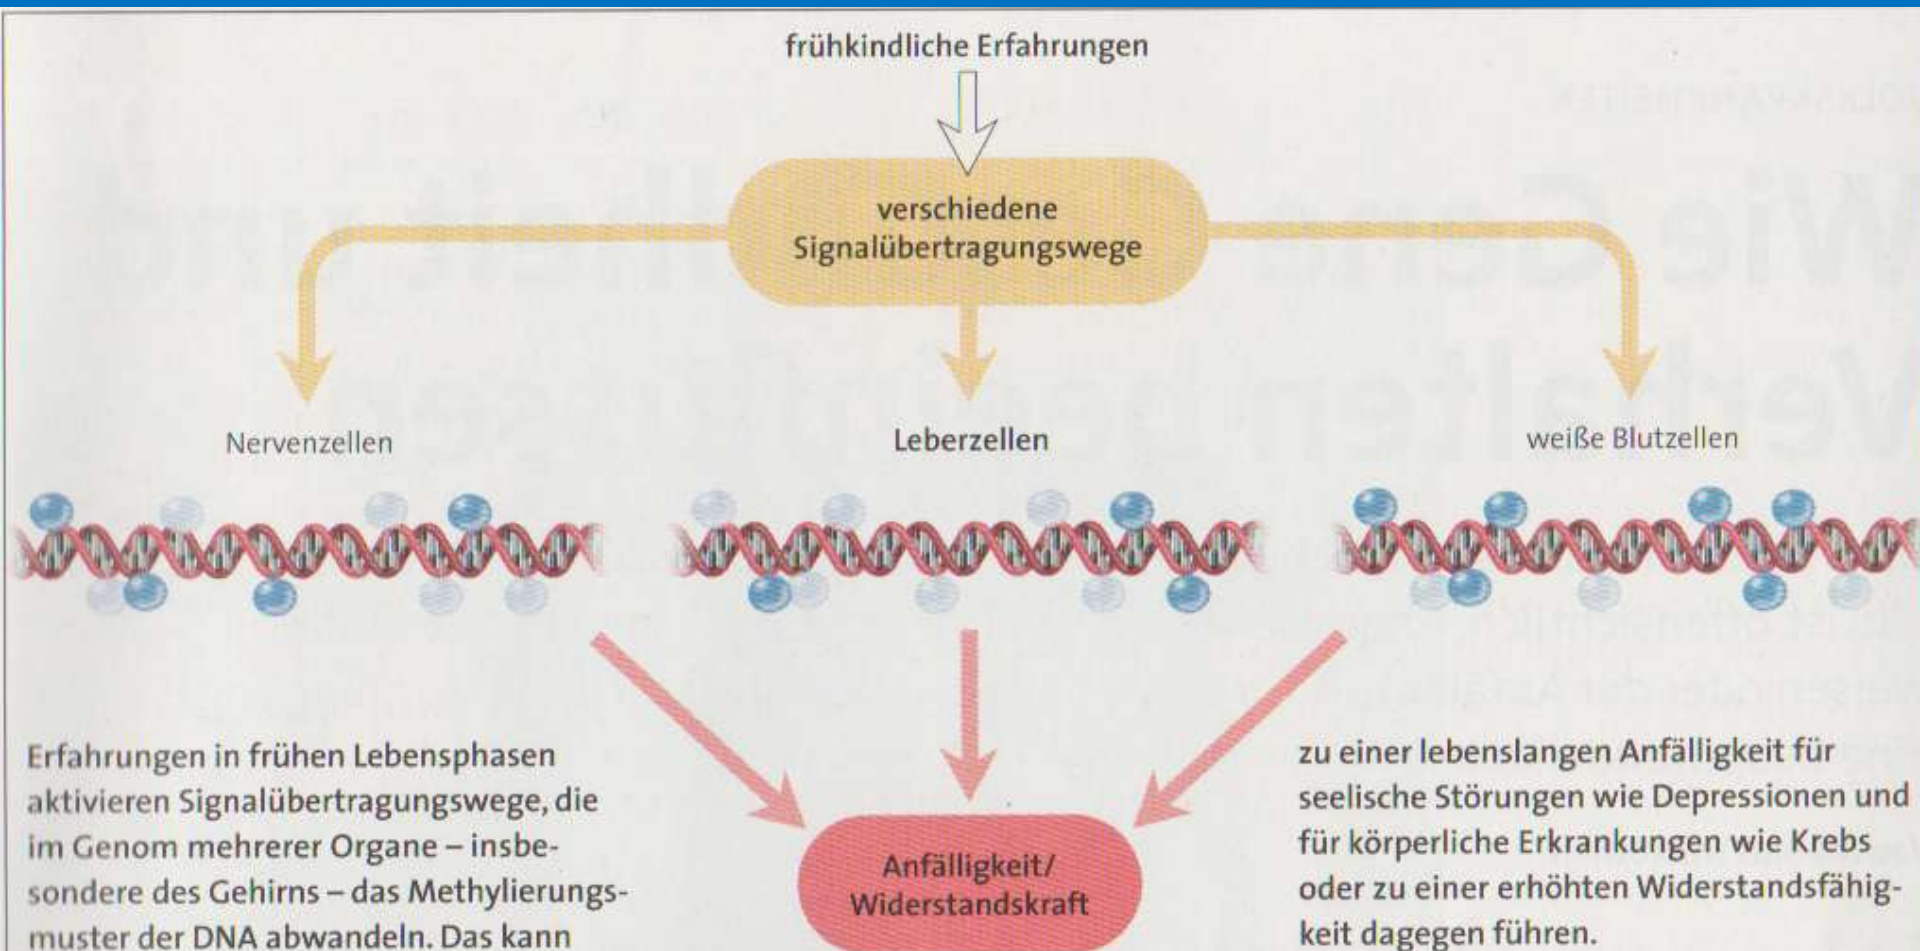 frühkindliche Erfahrungen
verschiedene
Signalübertragungswege
Nervenzellen
Leberzellen
weiße Blutzellen
Erfahrungen in frühen Lebensphasen
aktivieren Signalübertragungswege, die
im Genom mehrerer Organe – insbe-
sondere des Gehirns – das Methylierungs-
muster der DNA abwandeln. Das kann
Anfälligkeit/
Widerstandskraft
zu einer lebenslangen Anfälligkeit für
seelische Störungen wie Depressionen und
für körperliche Erkrankungen wie Krebs
oder zu einer erhöhten Widerstandsfähig-
keit dagegen führen.